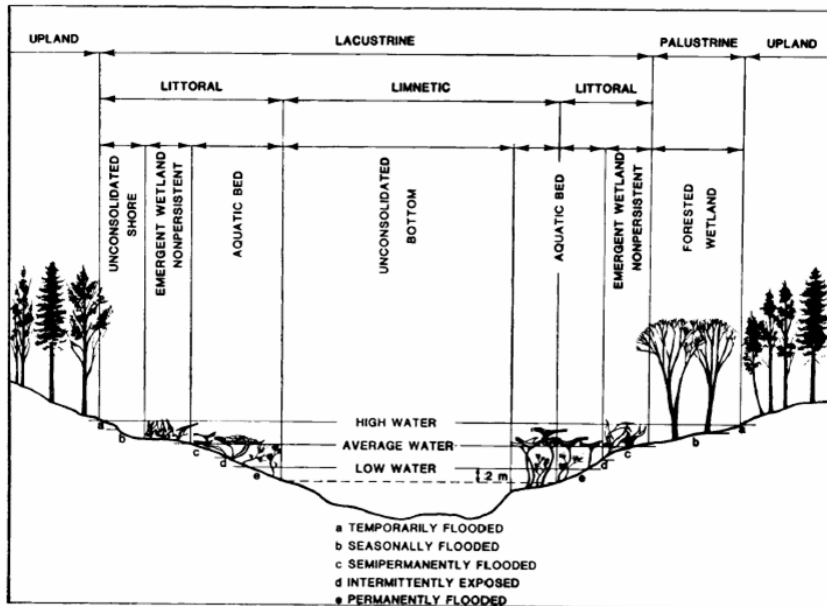 UPLAND LACUSTRINE PALUSTRINE UPLAND
LITTORAL LIMNETIC LITTORAL
UNCONSOLIDATED
SHORE
EMERGENT WETLAND
NONPERSISTENT
AQUATIC BED
UNCONSOLIDATED
BOTTOM
AQUATIC BED
EMERGENT WETLAND
NONPERSISTENT
FORESTED
WETLAND
HIGH WATER
AVERAGE WATER
LOW WATER
2 m
a
b
c
d
e
e
d
c
b
a
a TEMPORARILY FLOODED
b SEASONALLY FLOODED
c SEMIPERMANENTLY FLOODED
d INTERMITTENTLY EXPOSED
e PERMANENTLY FLOODED